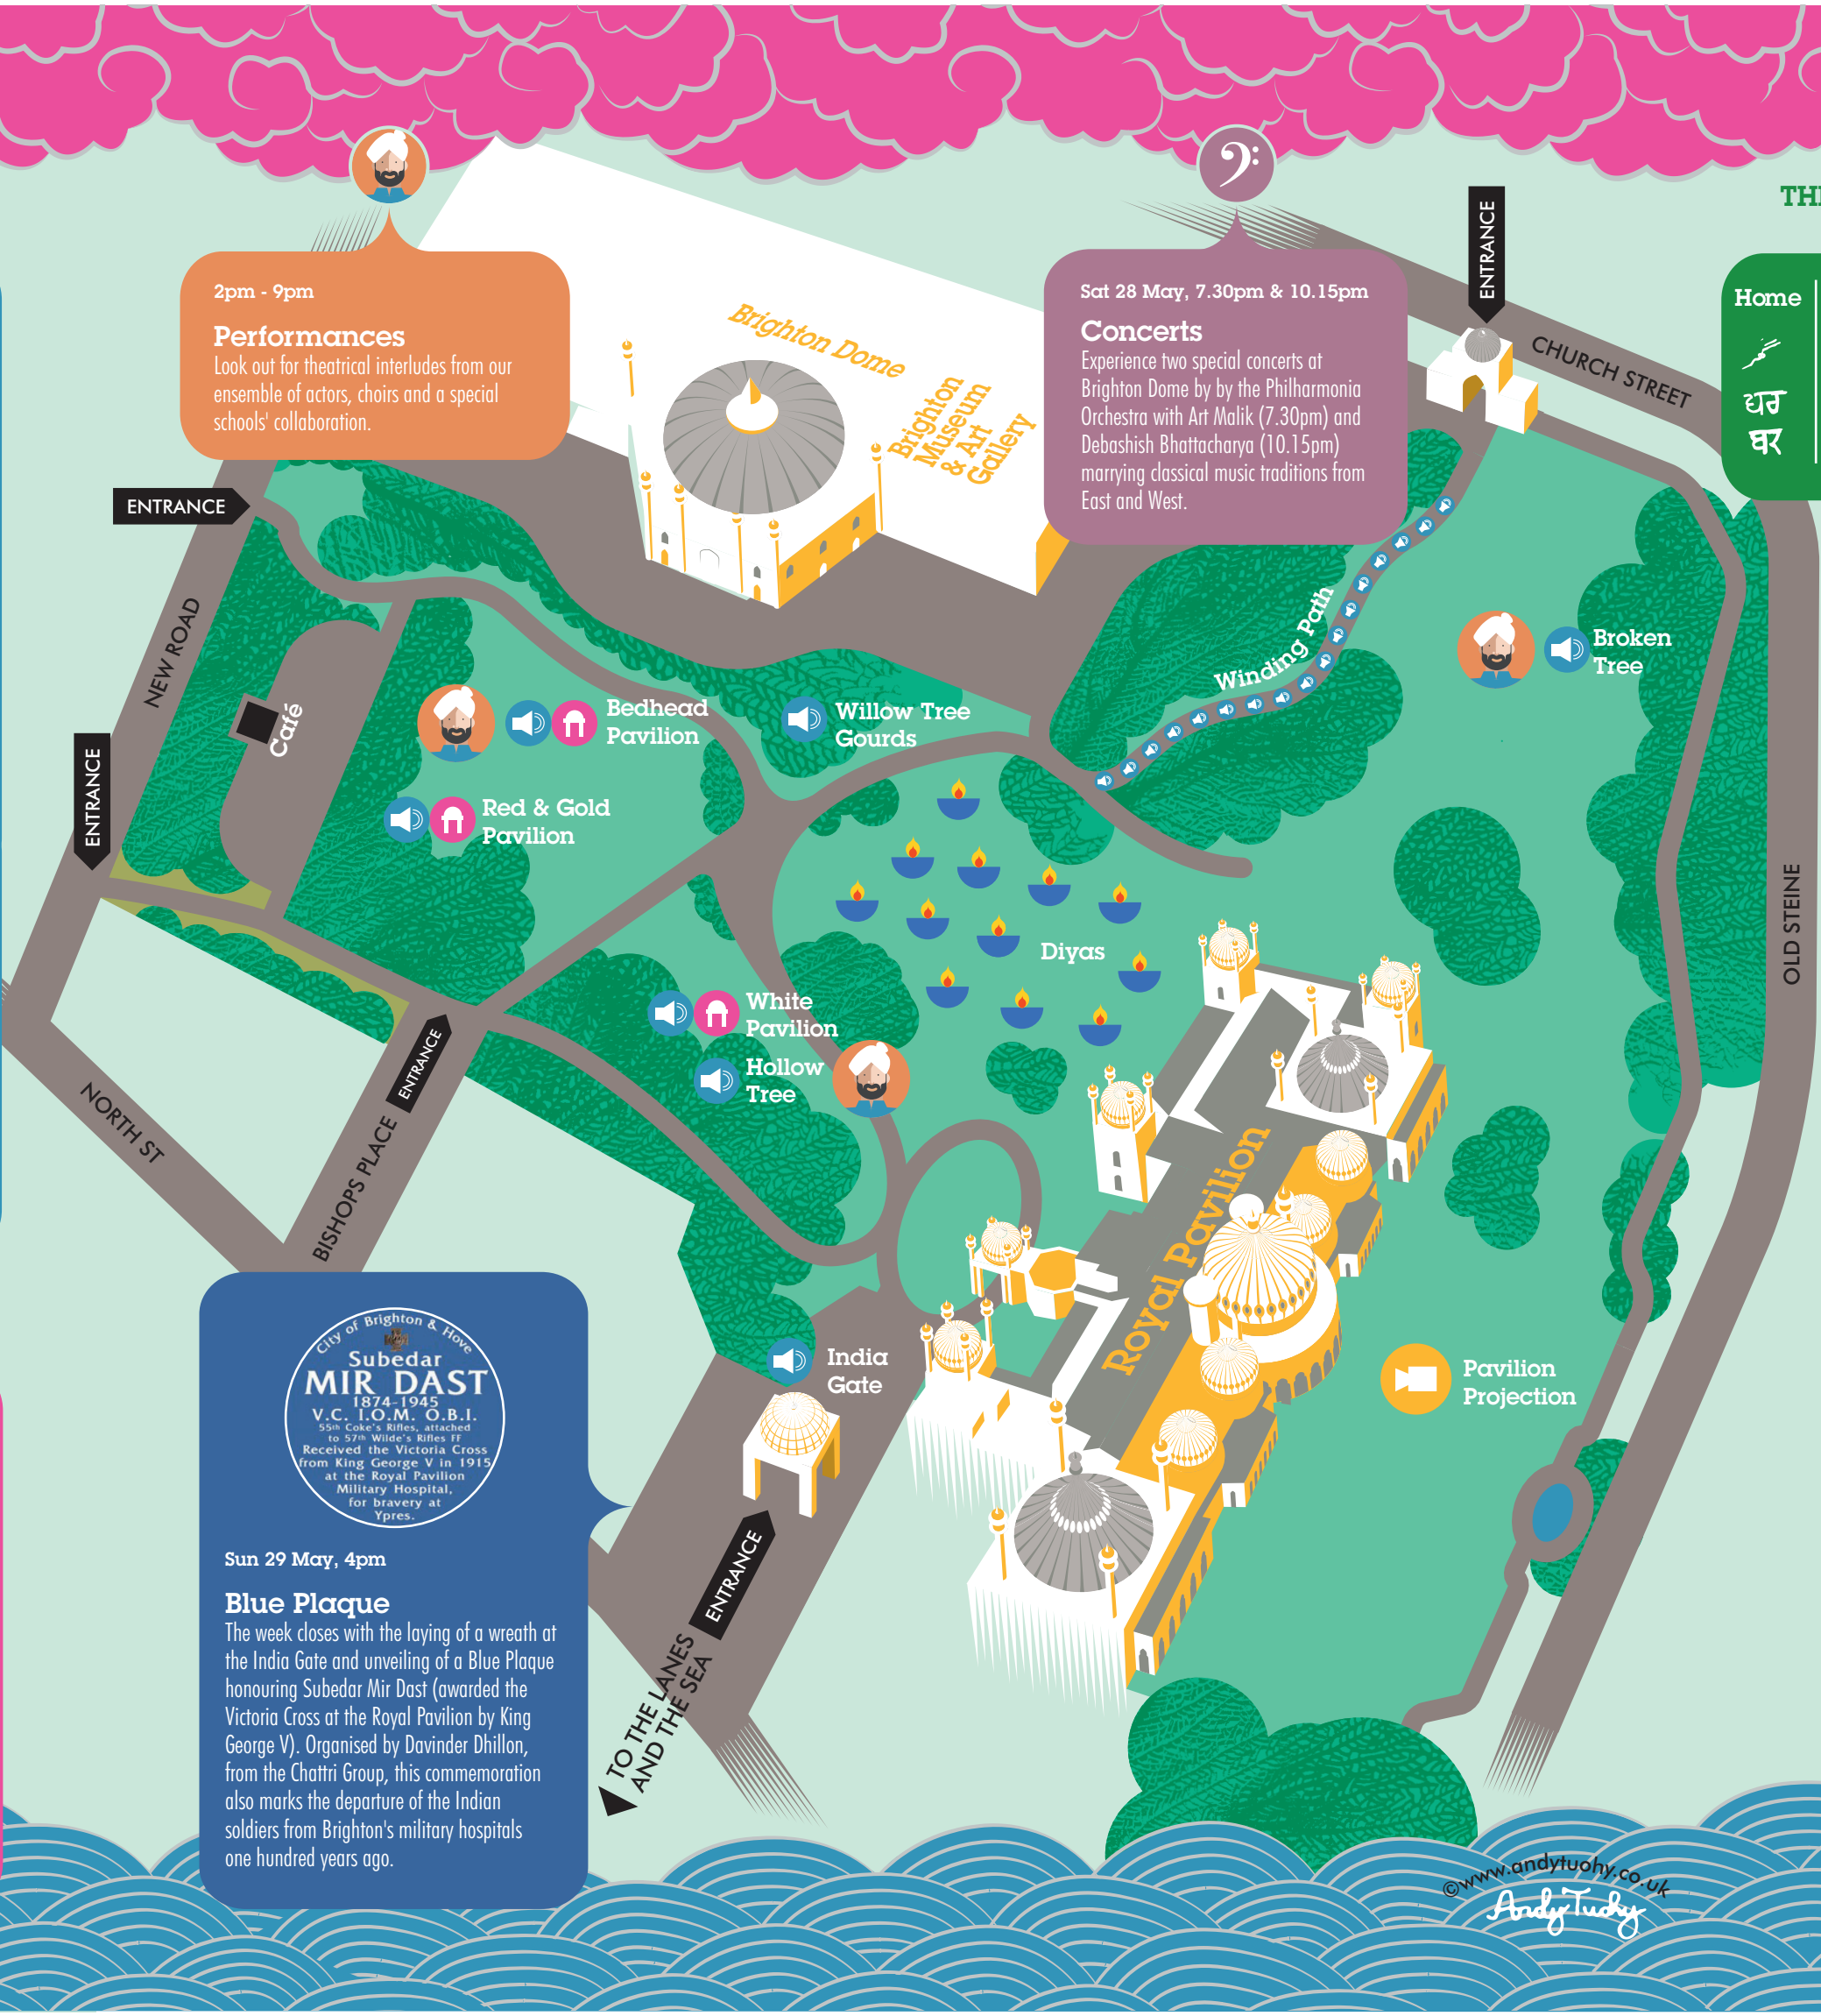 THE
2pm - 9pm
Performances
Look out for theatrical interludes from our
ensemble of actors, choirs and a special
schools' collaboration.
Sat 28 May, 7.30pm & 10.15pm
Concerts
Experience two special concerts at
Brighton Dome by by the Philharmonia
Orchestra with Art Malik (7.30pm) and
Debashish Bhattacharya (10.15pm)
marrying classical music traditions from
East and West.
ENTRANCE
CHURCH STREET
Home
ਘਰ
घर
Brighton Dome
Brighton
Museum
& Art
Gallery
ENTRANCE
NEW ROAD
Café
ENTRANCE
Winding Path
Broken
Tree
Bedhead
Pavilion
Willow Tree
Gourds
Red & Gold
Pavilion
Diyas
OLD STEINE
White
Pavilion
Hollow
Tree
ENTRANCE
NORTH ST
BISHOPS PLACE
Royal Pavilion
India
Gate
Pavilion
Projection
ENTRANCE
TO THE LANES
AND THE SEA
City of Brighton & Hove
Subedar
MIR DAST
1874-1945
V.C. I.O.M. O.B.I.
55th Coke's Rifles, attached
to 57th Wilde's Rifles FF
Received the Victoria Cross
from King George V in 1915
at the Royal Pavilion
Military Hospital,
for bravery at
Ypres.
Sun 29 May, 4pm
Blue Plaque
The week closes with the laying of a wreath at
the India Gate and unveiling of a Blue Plaque
honouring Subedar Mir Dast (awarded the
Victoria Cross at the Royal Pavilion by King
George V). Organised by Davinder Dhillon,
from the Chattri Group, this commemoration
also marks the departure of the Indian
soldiers from Brighton's military hospitals
one hundred years ago.
©www.andytuohy.co.uk
Andy Tuohy